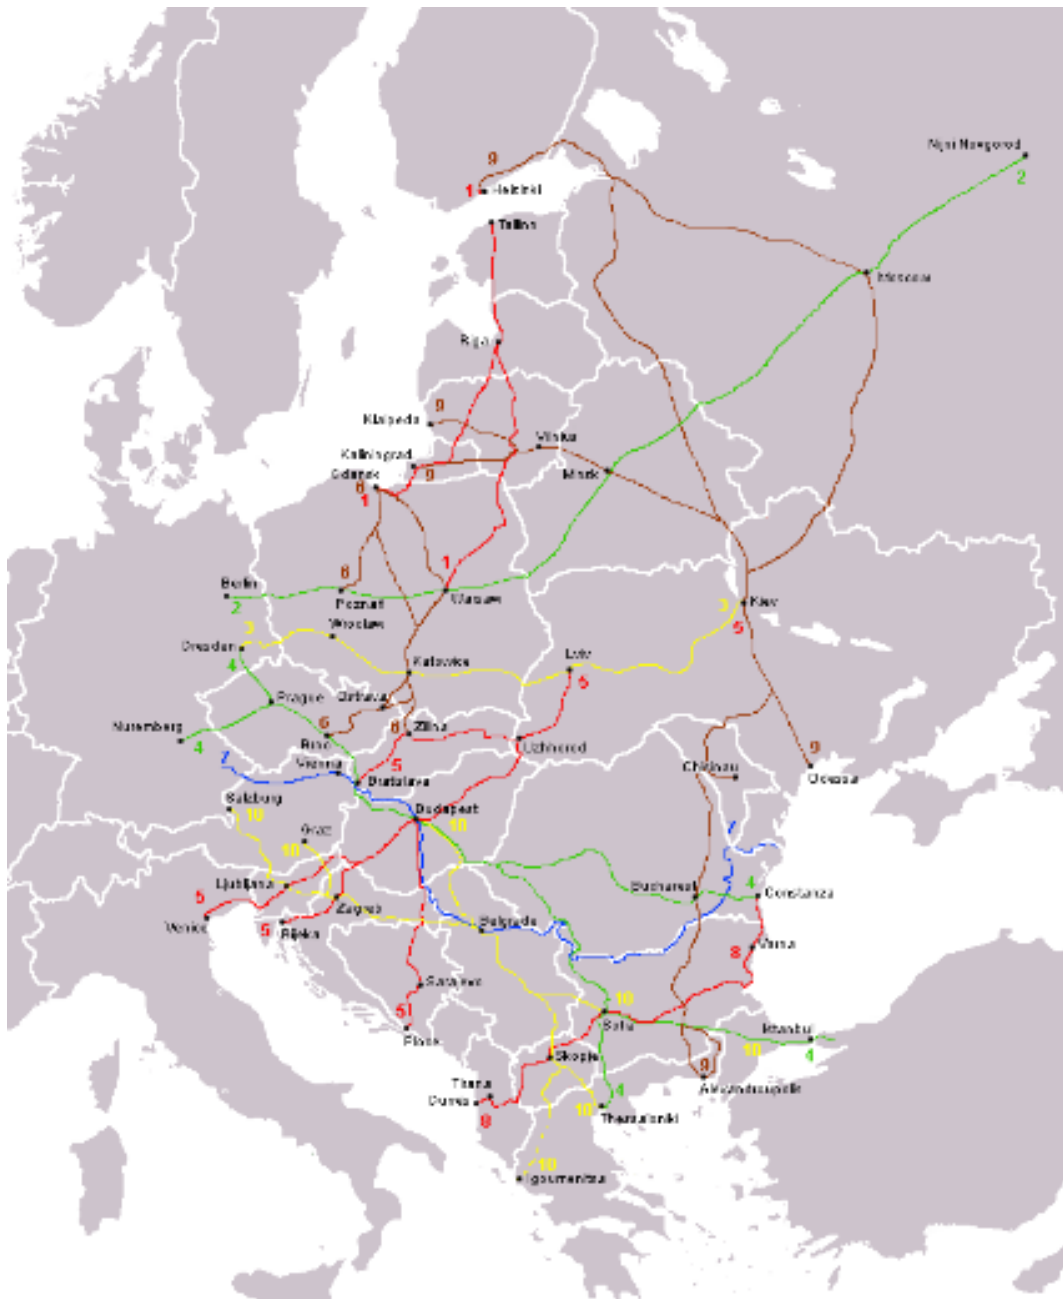 Nijni Novgorod
9
2
1
Helsinki
Tallinn
Moscow
Riga
9
Klaipeda
Vilnius
Kaliningrad
9
Gdansk
6
Minsk
1
6
1
Berlin
2
Poznań
Warsaw
3
Kiev
5
3
Wroclaw
Dresden
4
Katowice
Lviv
5
Prague
Ostrava
Nuremberg
4
6
6
Zilina
Brno
Uzhhorod
7
Vienna
5
Chisinau
9
Odessa
Bratislava
Salzburg
10
Budapest
10
Graz
10
7
Ljubljana
Bucharest
4
Constanza
5
Venice
5
Rijeka
Zagreb
Belgrade
8
Varna
Sarajevo
10
5
Ploce
Sofia
Istanbul
10
4
Skopje
9
Alexandroupolis
Tirana
Durres
8
4
10
Thessaloniki
10
Igoumenitsa